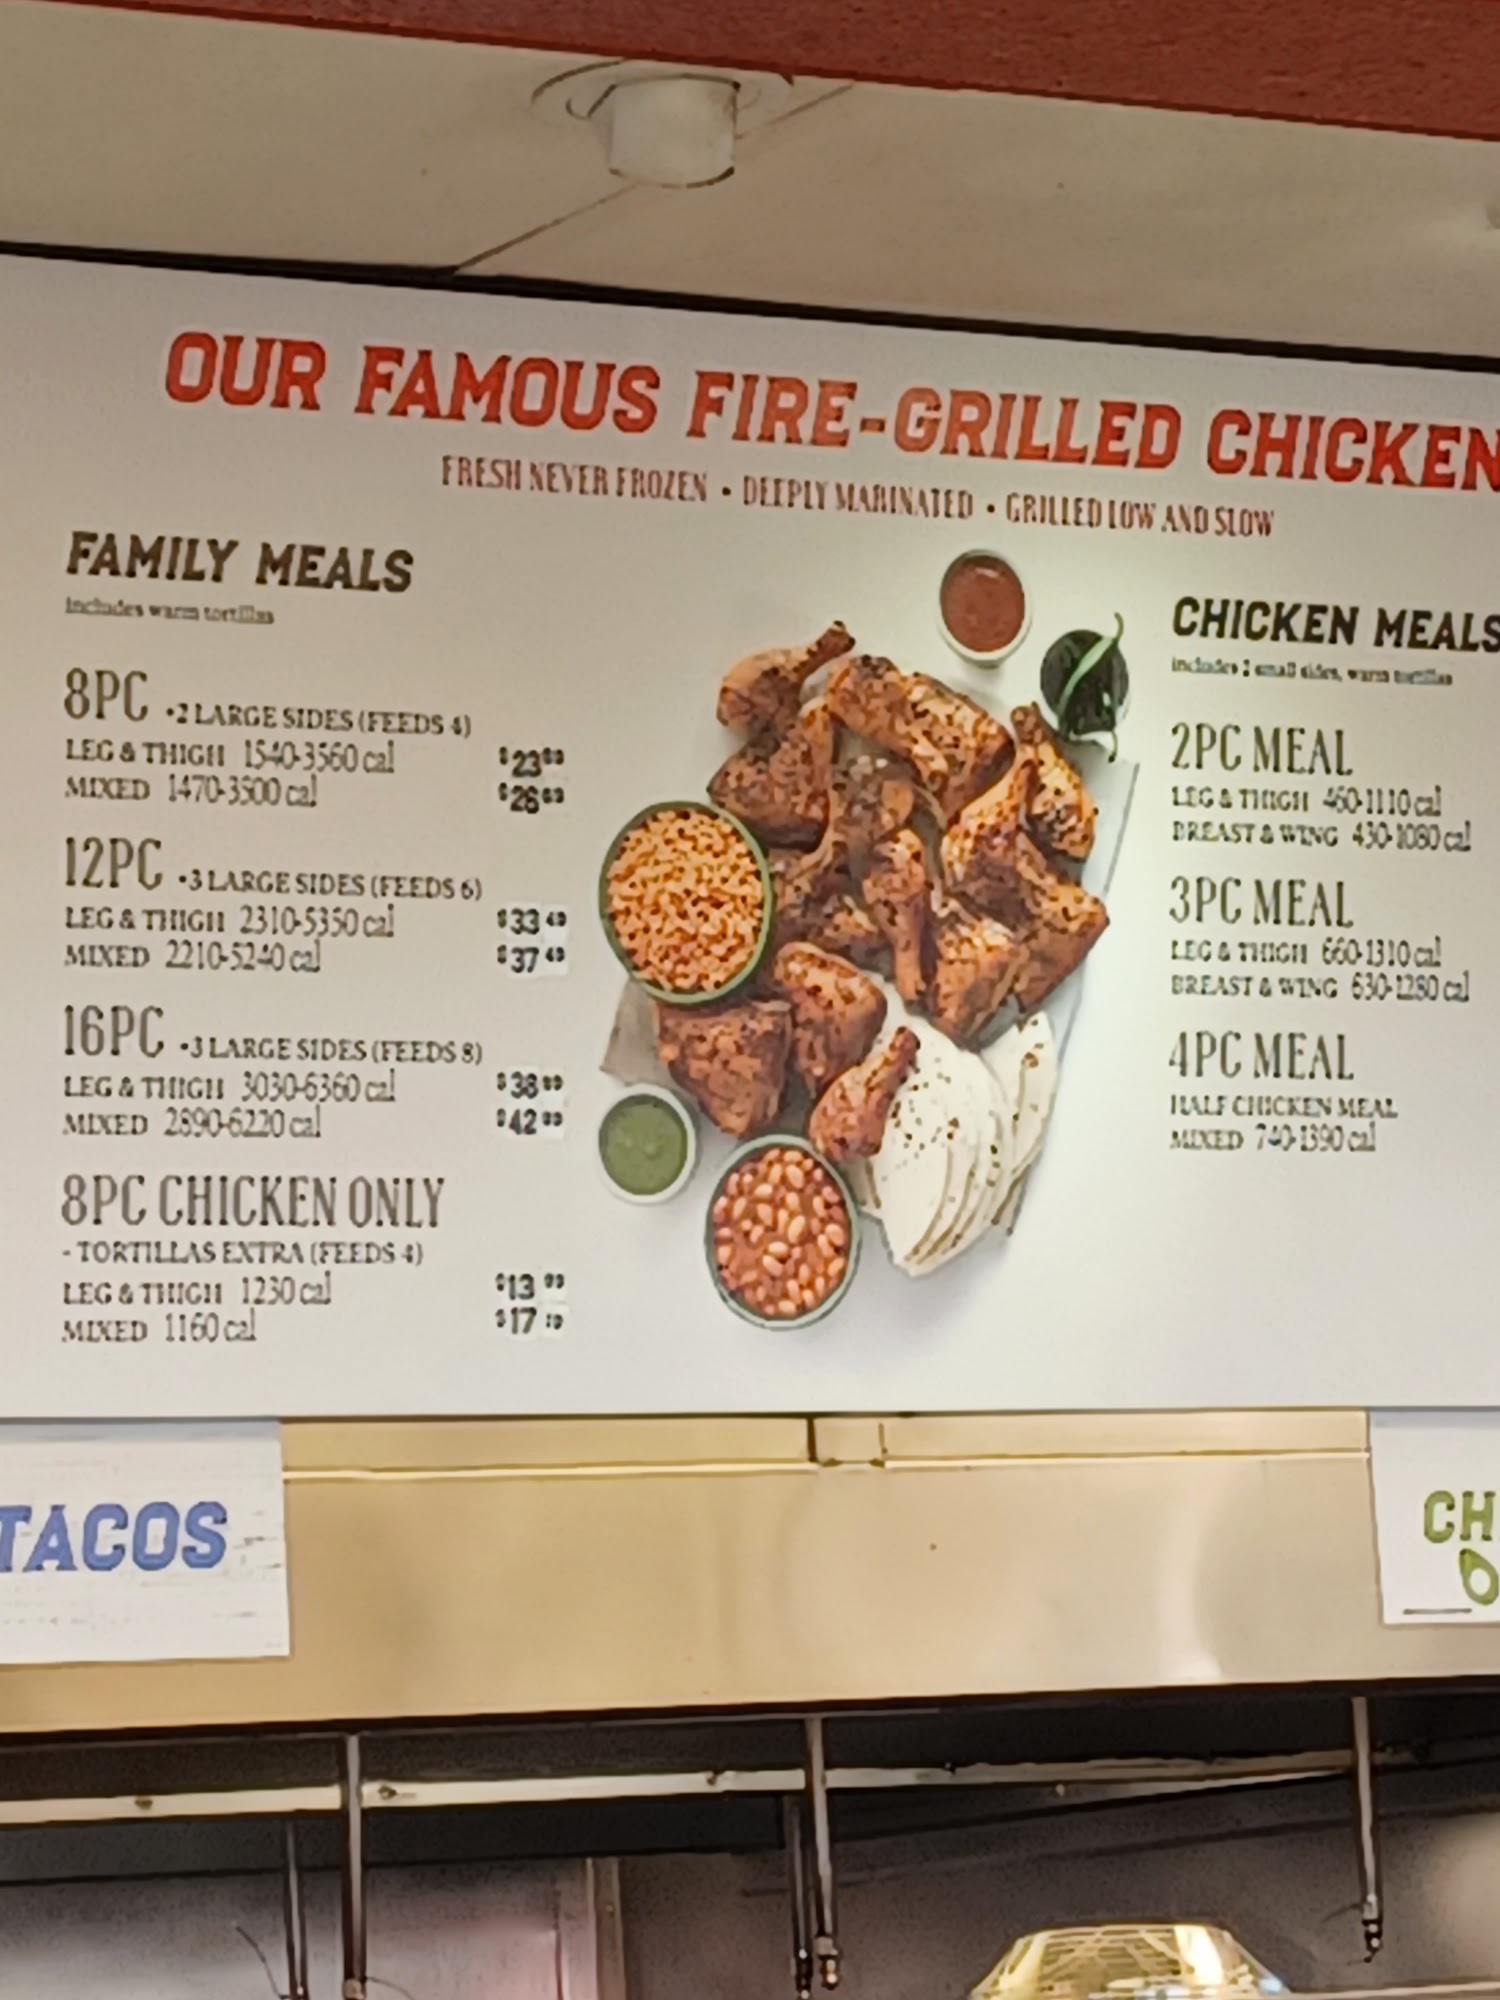 OUR FAMOUS FIRE-GRILLED CHICKEN
FRESH NEVER FROZEN • DEEPLY MARINATED • GRILLED LOW AND SLOW
FAMILY MEALS
includes warm tortillas
8PC •2 LARGE SIDES (FEEDS 4)
LEG & THIGH 1540-3560 cal $23
MIXED 1470-3500 cal $26
12PC •3 LARGE SIDES (FEEDS 6)
LEG & THIGH 2310-5350 cal $33 49
MIXED 2210-5240 cal $37 49
16PC •3 LARGE SIDES (FEEDS 8)
LEG & THIGH 3030-6360 cal $38 99
MIXED 2890-6220 cal $42 99
8PC CHICKEN ONLY
- TORTILLAS EXTRA (FEEDS 4)
LEG & THIGH 1230 cal $13 99
MIXED 1160 cal $17
CHICKEN MEALS
includes 2 small sides, warm tortillas
2PC MEAL
LEG & THIGH 460-1110 cal
BREAST & WING 430-1080 cal
3PC MEAL
LEG & THIGH 660-1310 cal
BREAST & WING 630-1280 cal
4PC MEAL
HALF CHICKEN MEAL
MIXED 740-1390 cal
TACOS
CH